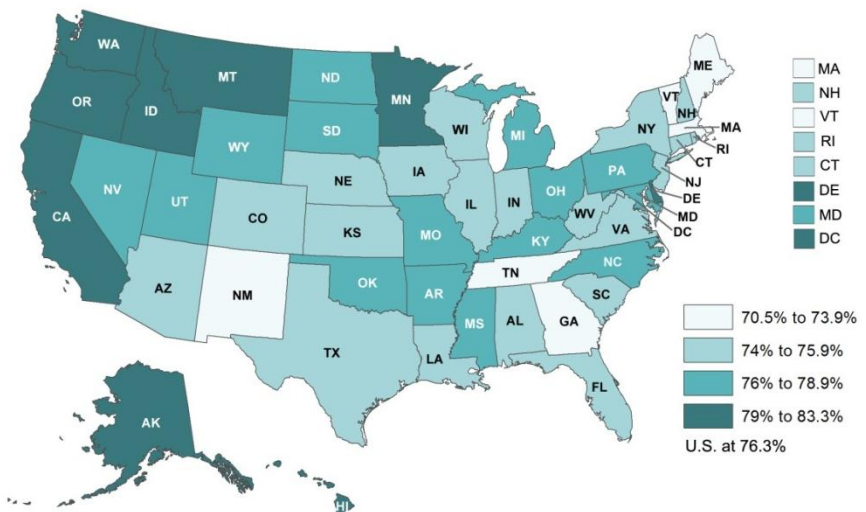 WA
MT
ND
MN
ME
VT
NH
MA
RI
CT
NJ
DE
MD
DC
OR
ID
SD
WI
MI
NY
WY
NE
IA
PA
NV
UT
CO
IL
IN
OH
WV
VA
CA
KS
MO
KY
AZ
NM
OK
AR
TN
NC
SC
TX
LA
MS
AL
GA
FL
AK
HI
MA
NH
VT
RI
CT
DE
MD
DC
70.5% to 73.9%
74% to 75.9%
76% to 78.9%
79% to 83.3%
U.S. at 76.3%